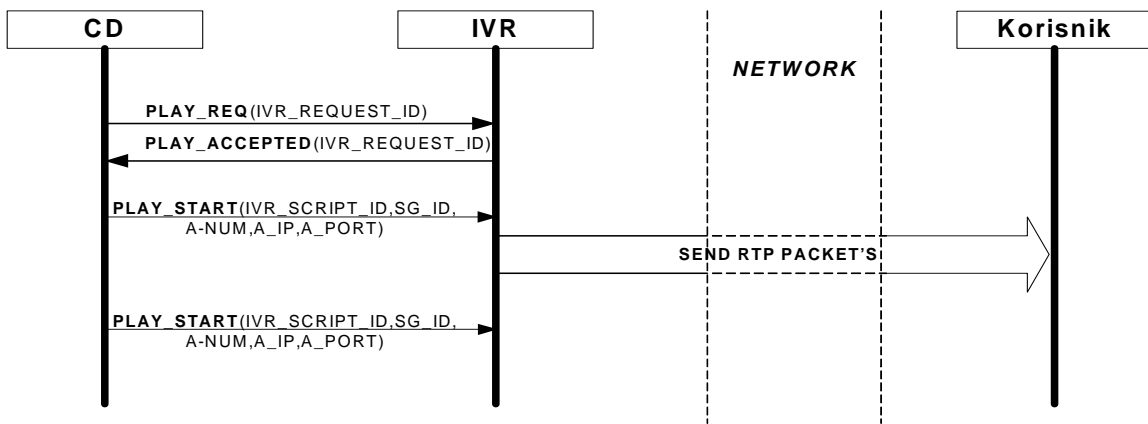 CD
IVR
Korisnik
NETWORK
PLAY_REQ(IVR_REQUEST_ID)
PLAY_ACCEPTED(IVR_REQUEST_ID)
PLAY_START(IVR_SCRIPT_ID,SG_ID,
A-NUM,A_IP,A_PORT)
SEND RTP PACKET'S
PLAY_START(IVR_SCRIPT_ID,SG_ID,
A-NUM,A_IP,A_PORT)